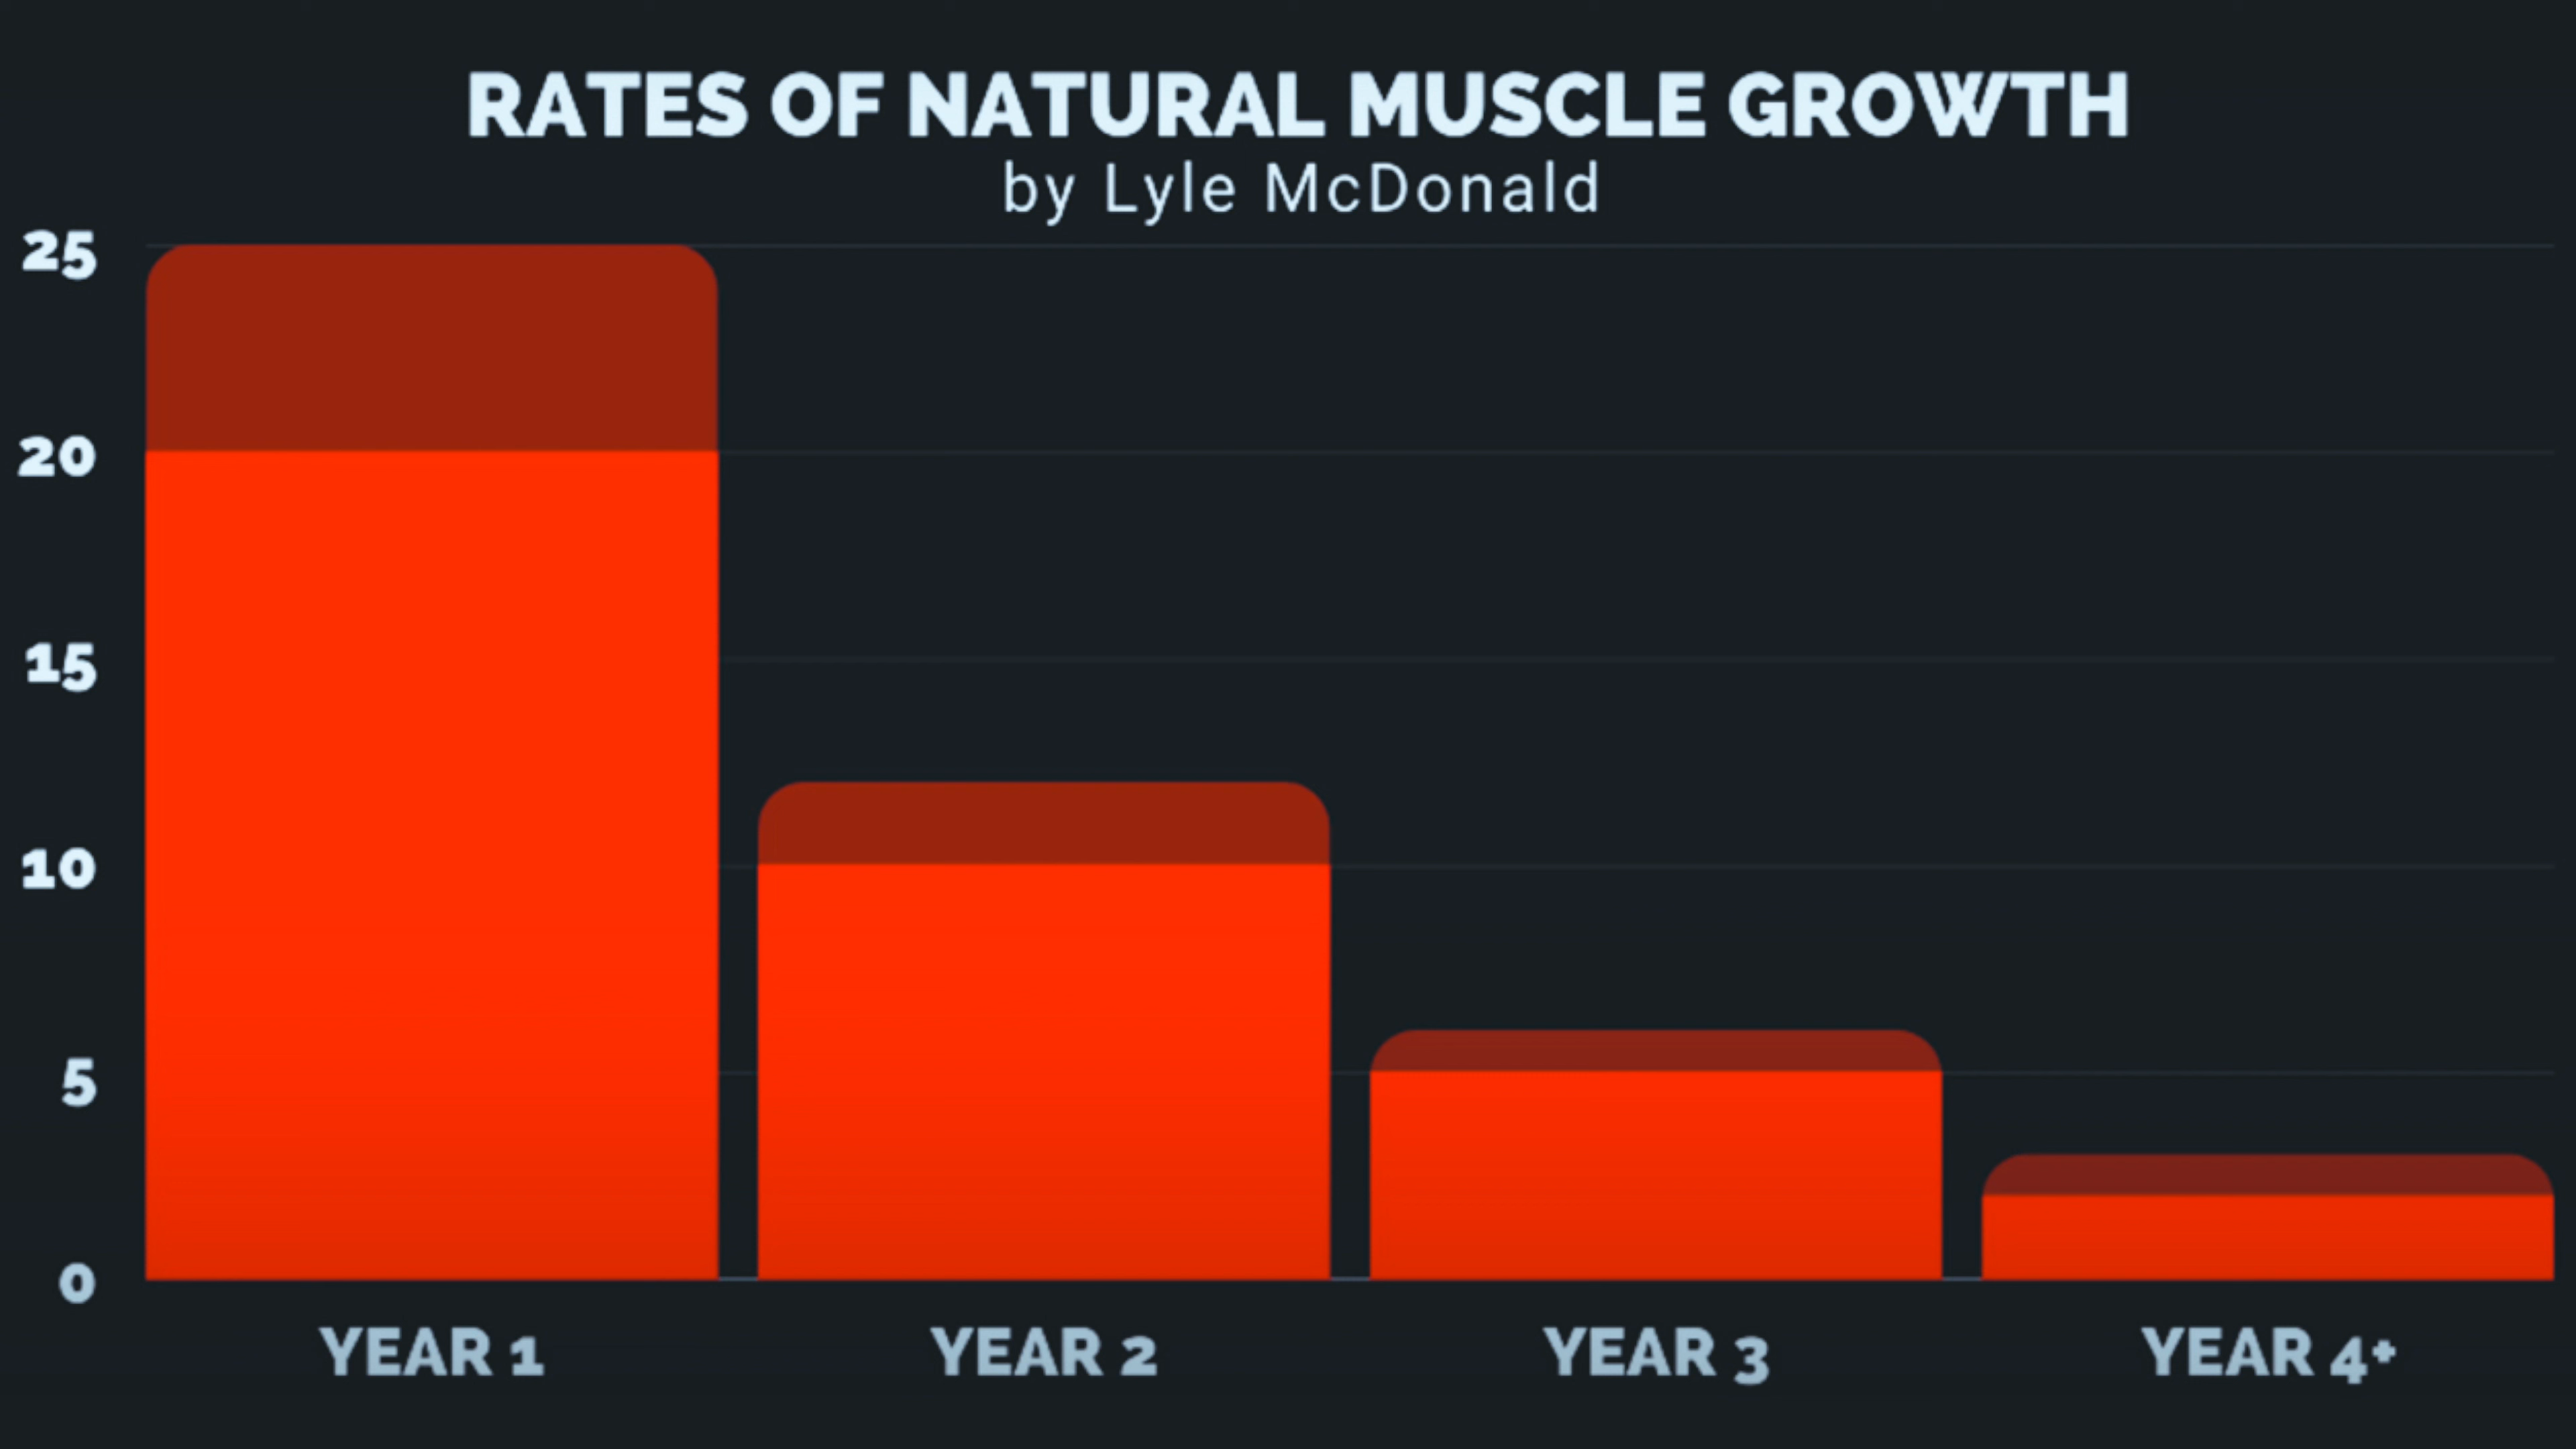 RATES OF NATURAL MUSCLE GROWTH
by Lyle McDonald
25
20
15
10
5
0
YEAR 1
YEAR 2
YEAR 3
YEAR 4+